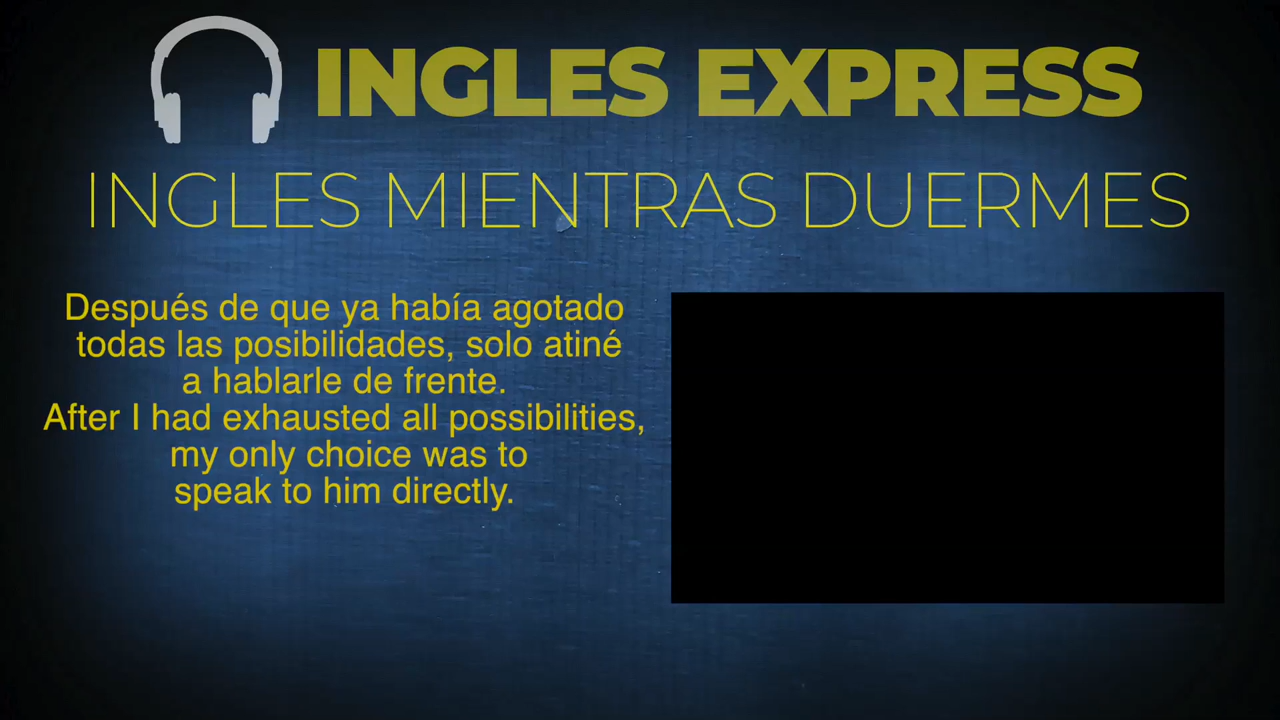 INGLES EXPRESS
INGLES MIENTRAS DUERMES
Después de que ya había agotado
todas las posibilidades, solo atiné
a hablarle de frente.
After I had exhausted all possibilities,
my only choice was to
speak to him directly.